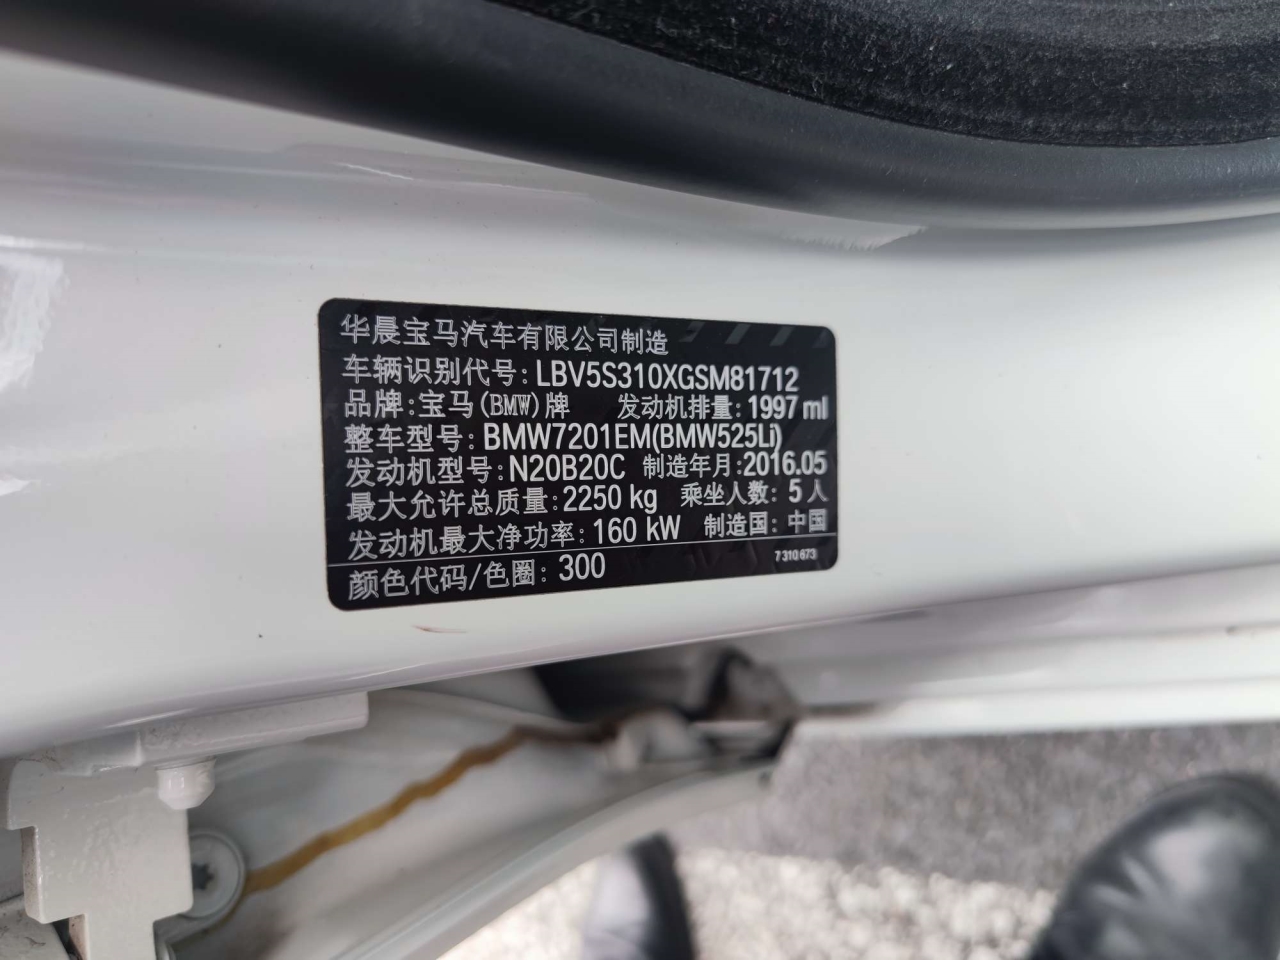 华晨宝马汽车有限公司制造
车辆识别代号: LBV5S310XGSM81712
品牌: 宝马(BMW)牌 发动机排量: 1997 ml
整车型号: BMW7201EM(BMW525Li)
发动机型号: N20B20C 制造年月: 2016.05
最大允许总质量: 2250 kg 乘坐人数: 5 人
发动机最大净功率: 160 kW 制造国: 中国
颜色代码/色圈: 300 7 310 673